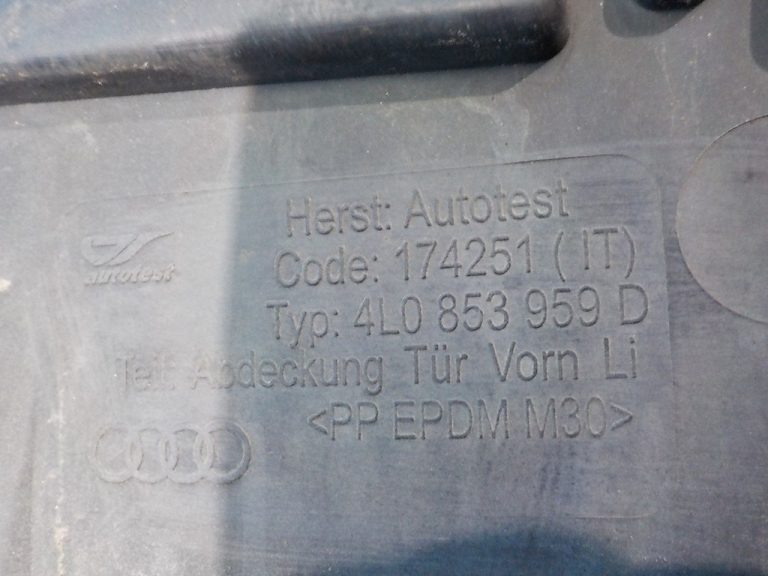 Herst: Autotest
autotest
Code: 174251 (IT)
Typ: 4L0 853 959 D
Teil: Abdeckung Tür Vorn Li
<PP EPDM M30>